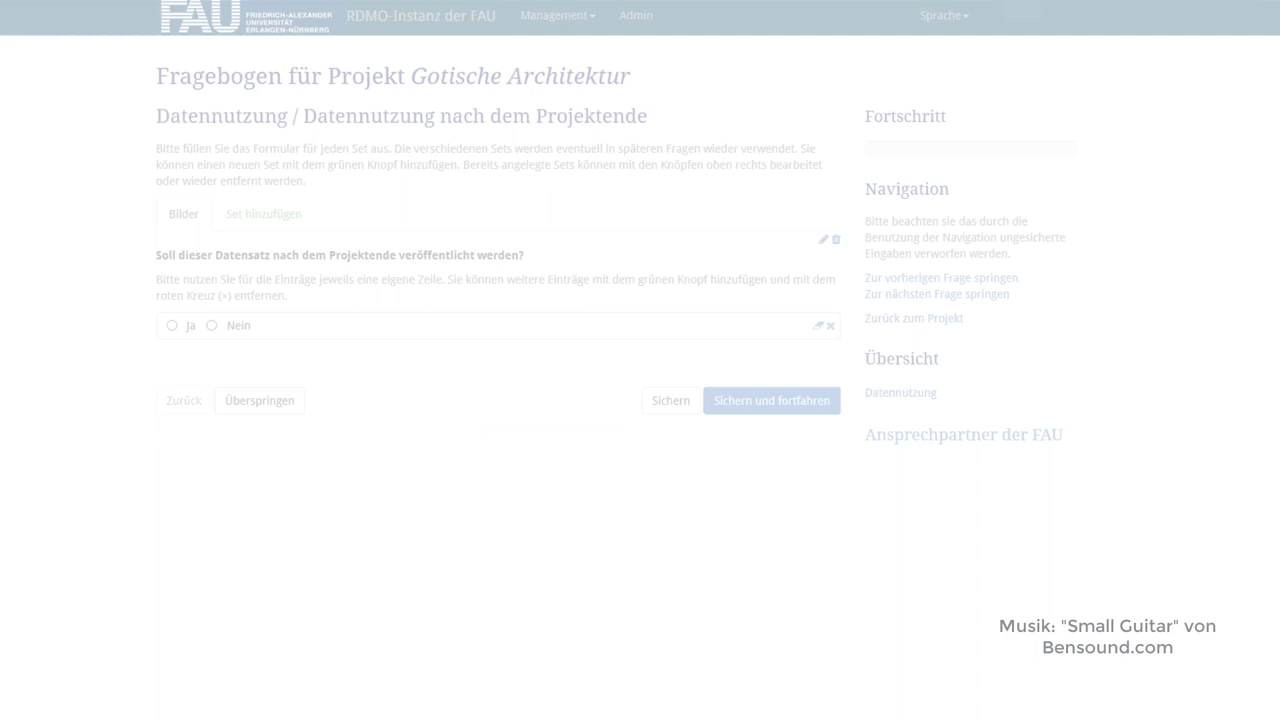 FAU FRIEDRICH-ALEXANDER
UNIVERSITÄT
ERLANGEN-NÜRNBERG
RDMO-Instanz der FAU Management Admin Sprache
Fragebogen für Projekt Gotische Architektur
Datennutzung / Datennutzung nach dem Projektende
Bitte füllen Sie das Formular für jeden Set aus. Die verschiedenen Sets werden eventuell in späteren Fragen wieder verwendet. Sie
können einen neuen Set mit dem grünen Knopf hinzufügen. Bereits angelegte Sets können mit den Knöpfen oben rechts bearbeitet
oder wieder entfernt werden.
Bilder Set hinzufügen
Soll dieser Datensatz nach dem Projektende veröffentlicht werden?
Bitte nutzen Sie für die Einträge jeweils eine eigene Zeile. Sie können weitere Einträge mit dem grünen Knopf hinzufügen und mit dem
roten Kreuz (×) entfernen.
Ja Nein
Zurück Überspringen Sichern Sichern und fortfahren
Fortschritt
Navigation
Bitte beachten sie das durch die
Benutzung der Navigation ungesicherte
Eingaben verworfen werden.
Zur vorherigen Frage springen
Zur nächsten Frage springen
Zurück zum Projekt
Übersicht
Datennutzung
Ansprechpartner der FAU
Musik: "Small Guitar" von
Bensound.com